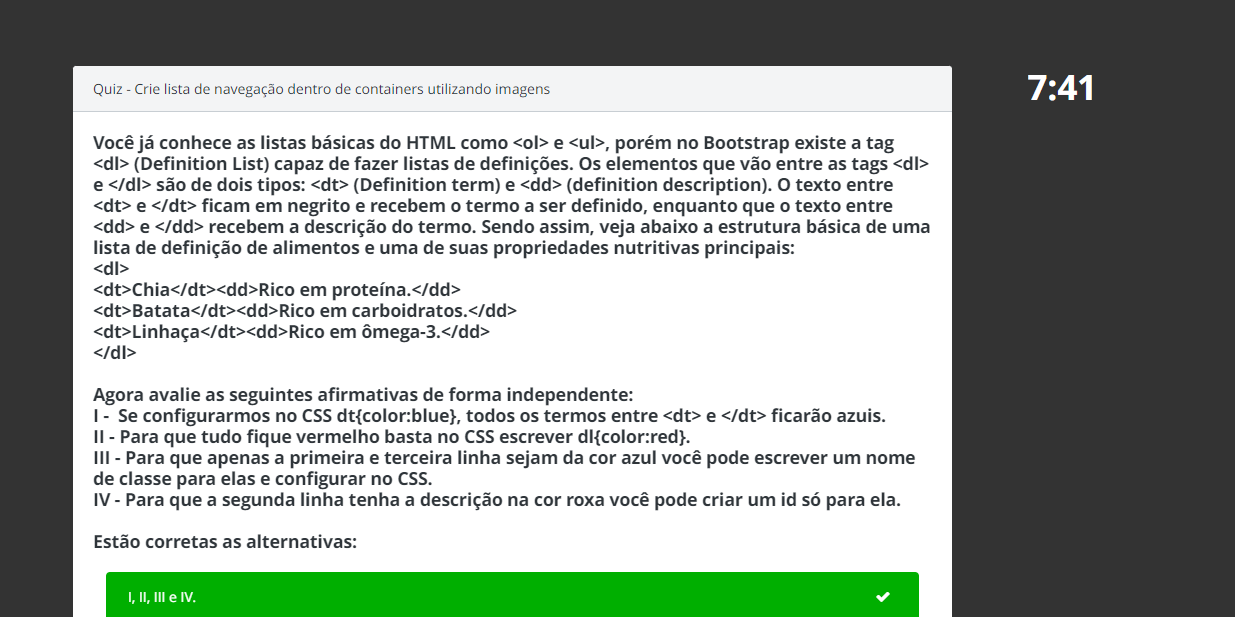 Quiz - Crie lista de navegação dentro de containers utilizando imagens
7:41
Você já conhece as listas básicas do HTML como <ol> e <ul>, porém no Bootstrap existe a tag
<dl> (Definition List) capaz de fazer listas de definições. Os elementos que vão entre as tags <dl>
e </dl> são de dois tipos: <dt> (Definition term) e <dd> (definition description). O texto entre
<dt> e </dt> ficam em negrito e recebem o termo a ser definido, enquanto que o texto entre
<dd> e </dd> recebem a descrição do termo. Sendo assim, veja abaixo a estrutura básica de uma
lista de definição de alimentos e uma de suas propriedades nutritivas principais:
<dl>
<dt>Chia</dt><dd>Rico em proteína.</dd>
<dt>Batata</dt><dd>Rico em carboidratos.</dd>
<dt>Linhaça</dt><dd>Rico em ômega-3.</dd>
</dl>
Agora avalie as seguintes afirmativas de forma independente:
I -  Se configurarmos no CSS dt{color:blue}, todos os termos entre <dt> e </dt> ficarão azuis.
II - Para que tudo fique vermelho basta no CSS escrever dl{color:red}.
III - Para que apenas a primeira e terceira linha sejam da cor azul você pode escrever um nome
de classe para elas e configurar no CSS.
IV - Para que a segunda linha tenha a descrição na cor roxa você pode criar um id só para ela.
Estão corretas as alternativas:
I, II, III e IV.